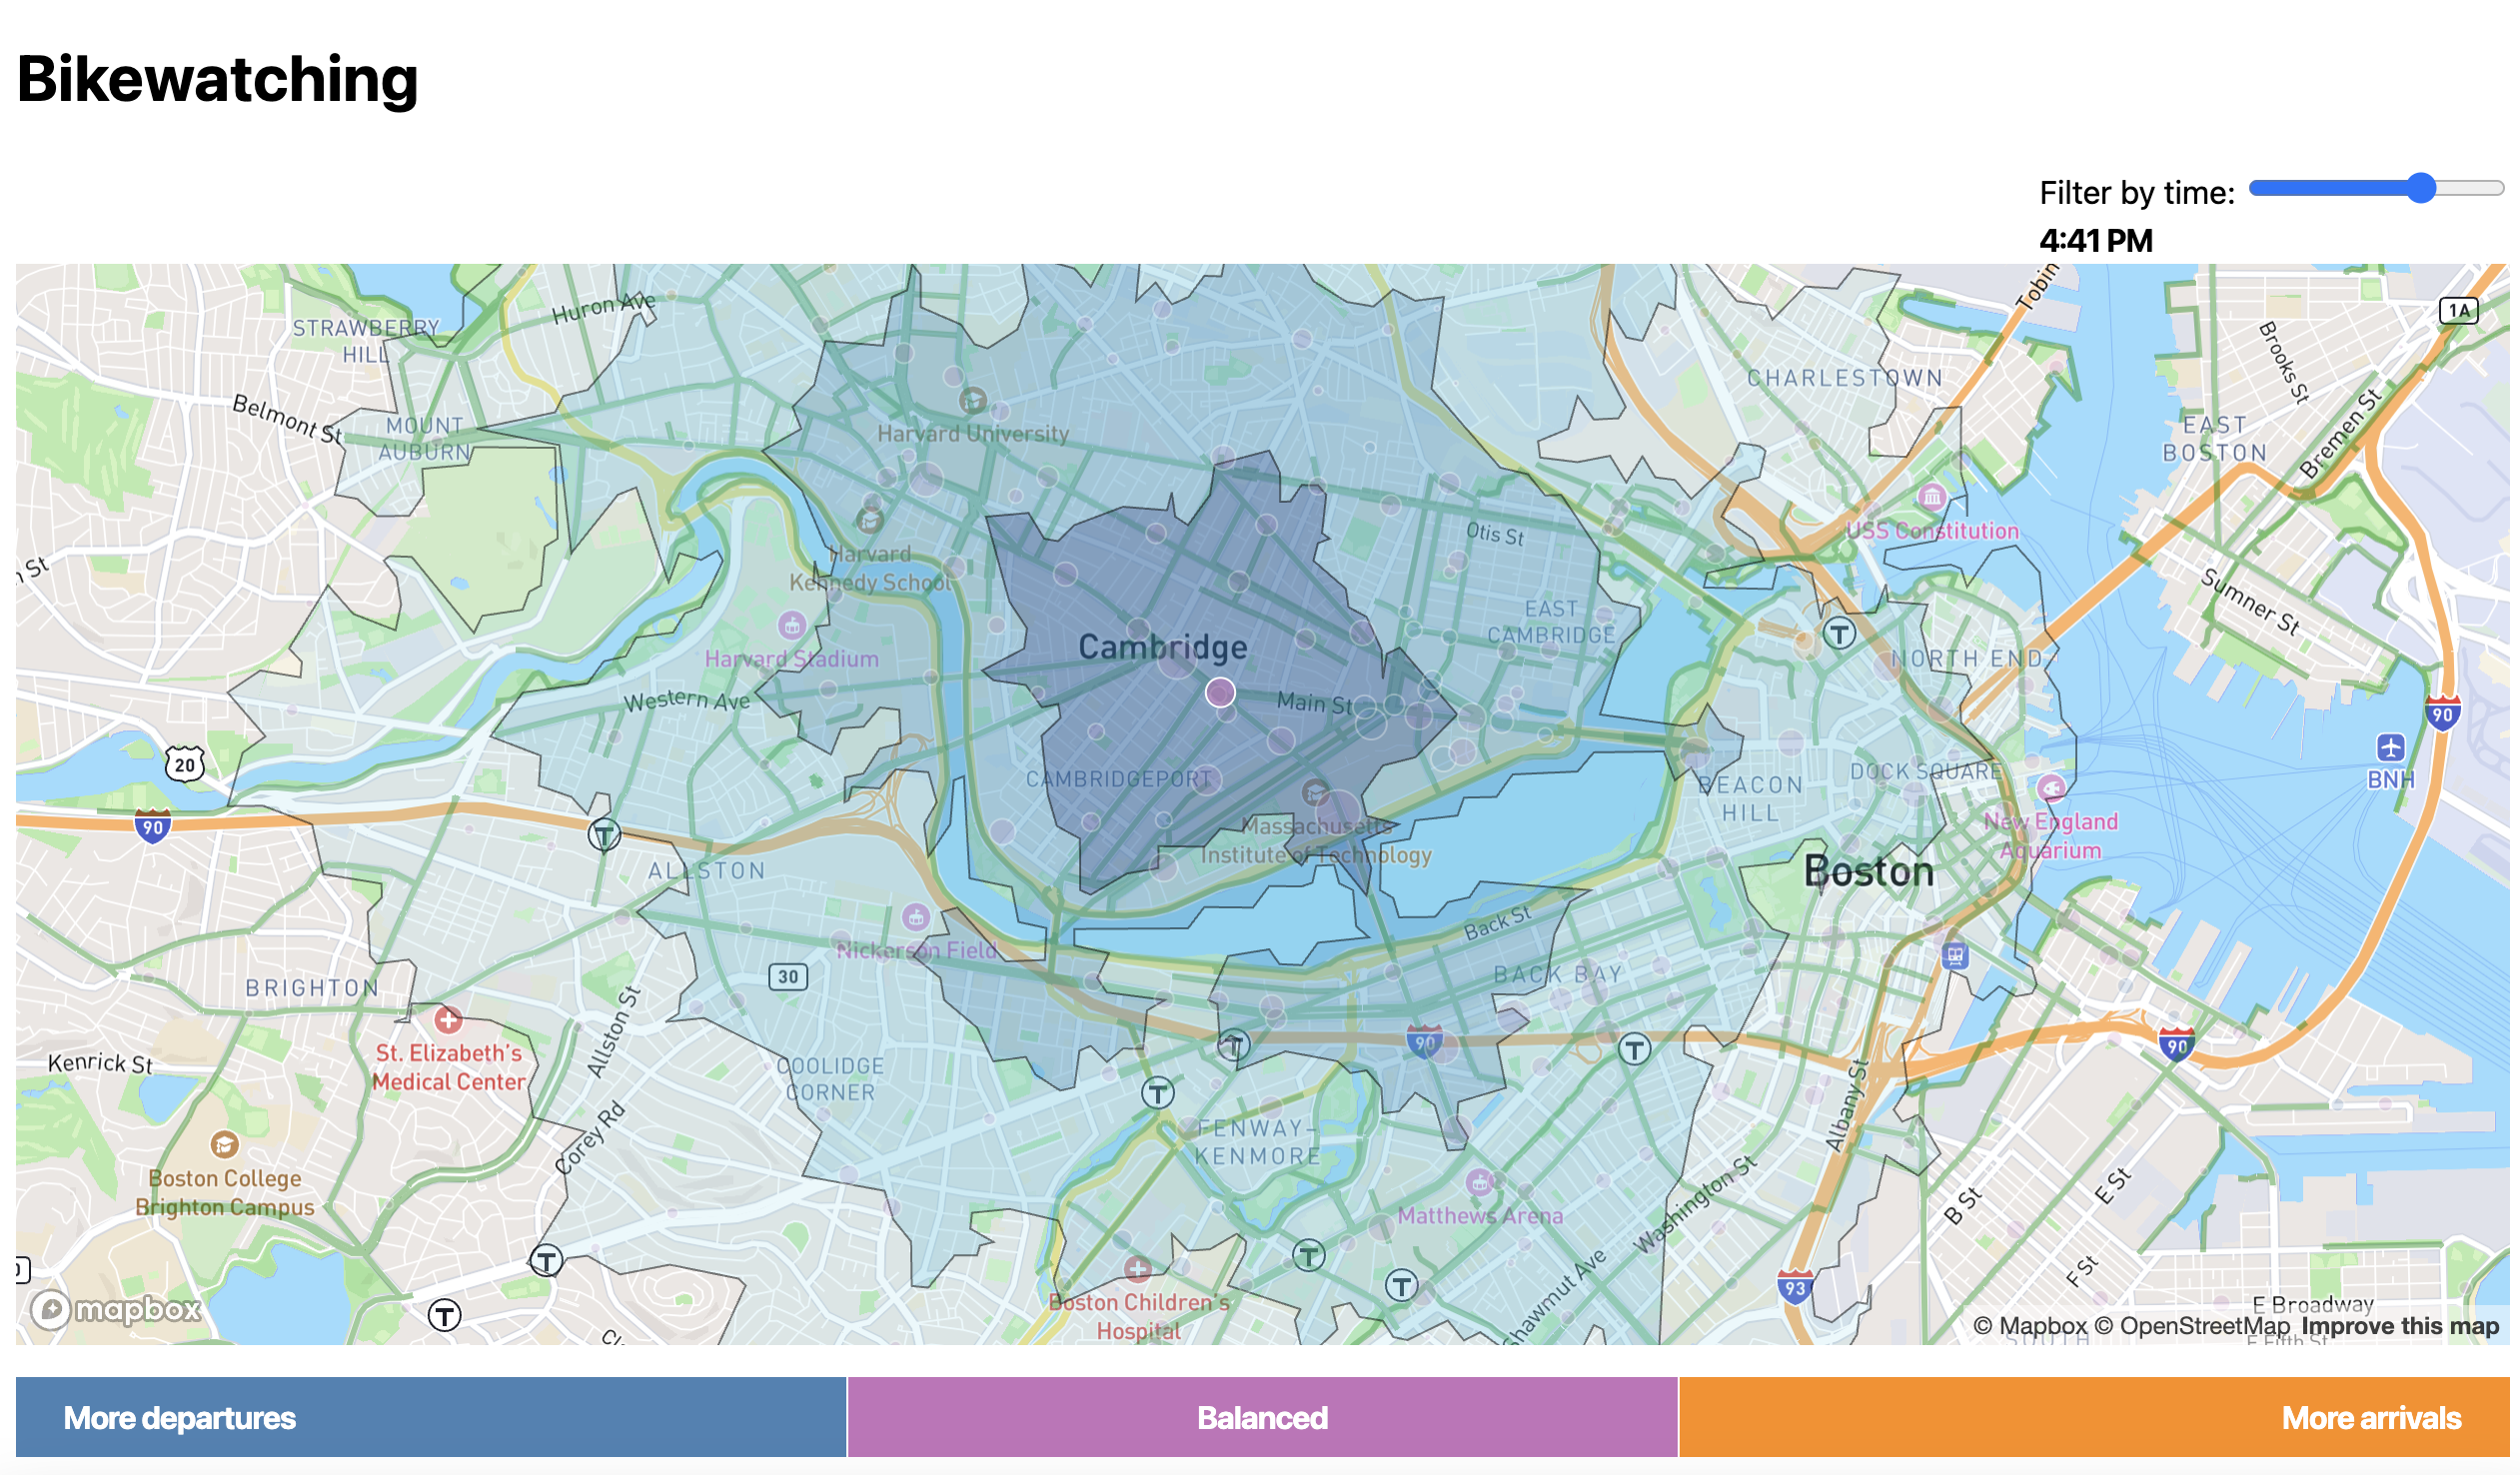 Bikewatching
Filter by time:
4:41 PM
Huron Ave
Tobin
1A
STRAWBERRY
HILL
Brooks St
CHARLESTOWN
Belmont St
MOUNT
AUBURN
Harvard University
EAST
BOSTON
Bremen St
USS Constitution
Otis St
Harvard
Kennedy School
Sumner St
EAST
CAMBRIDGE
T
Cambridge
Harvard Stadium
NORTH END
Western Ave
Main St
90
20
BNH
CAMBRIDGEPORT
BEACON
HILL
DOCK SQUARE
90
T
Massachusetts
Institute of Technology
New England
Aquarium
ALLSTON
Boston
Back St
Nickerson Field
30
BACK BAY
BRIGHTON
Allston St
T
90
T
90
St. Elizabeth's
Medical Center
Kenrick St
COOLIDGE
CORNER
T
Albany St
FENWAY-
KENMORE
Corey Rd
Boston College
Brighton Campus
Matthews Arena
Washington St
B St
E St
T
T
T
F St
93
Shawmut Ave
Boston Children's
Hospital
mapbox
T
E Broadway
© Mapbox © OpenStreetMap Improve this map
SOUTH
E Fifth St
More departures
Balanced
More arrivals